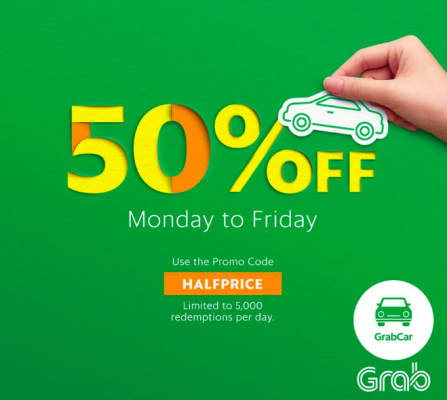 50% OFF
Monday to Friday
Use the Promo Code
HALFPRICE
Limited to 5,000
redemptions per day.
GrabCar
Grab